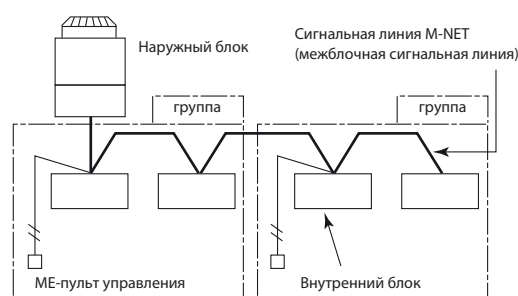 Наружный блок
Сигнальная линия M-NET
(межблочная сигнальная линия)
группа
группа
ME-пульт управления
Внутренний блок